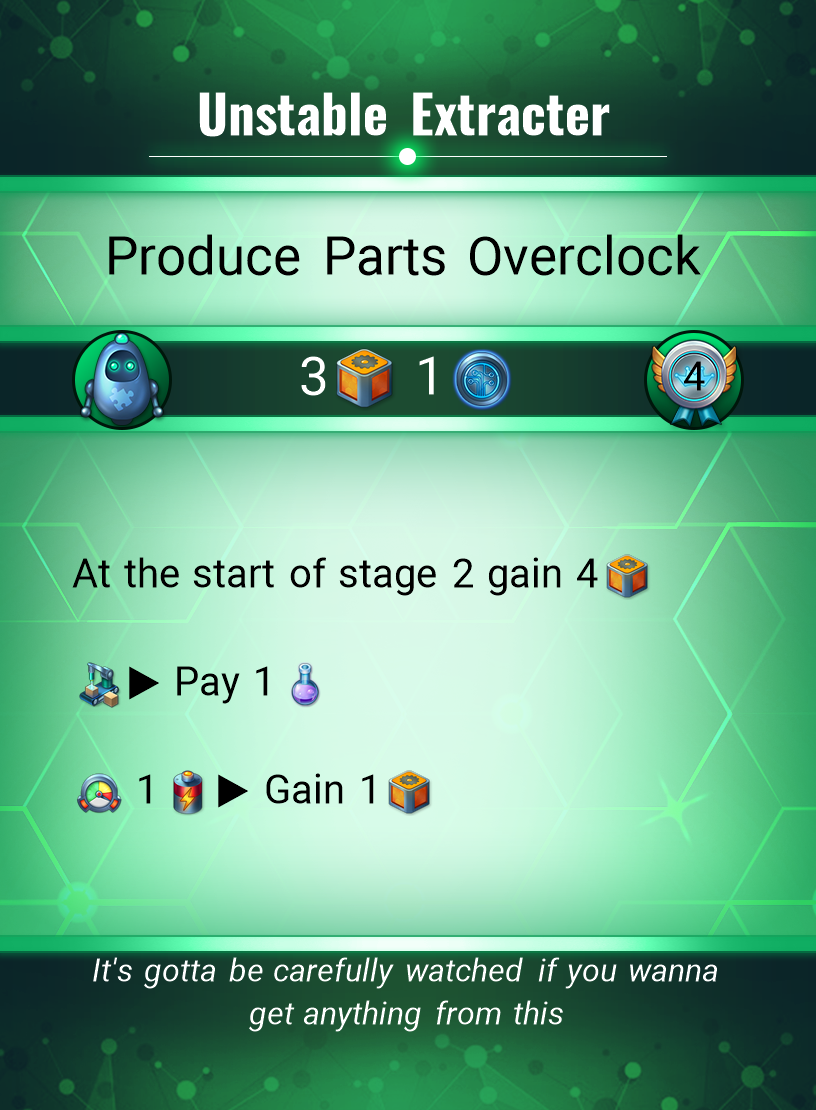 Unstable Extracter
Produce Parts Overclock
3 1 4
At the start of stage 2 gain 4
▶ Pay 1
1 ▶ Gain 1
It's gotta be carefully watched if you wanna
get anything from this